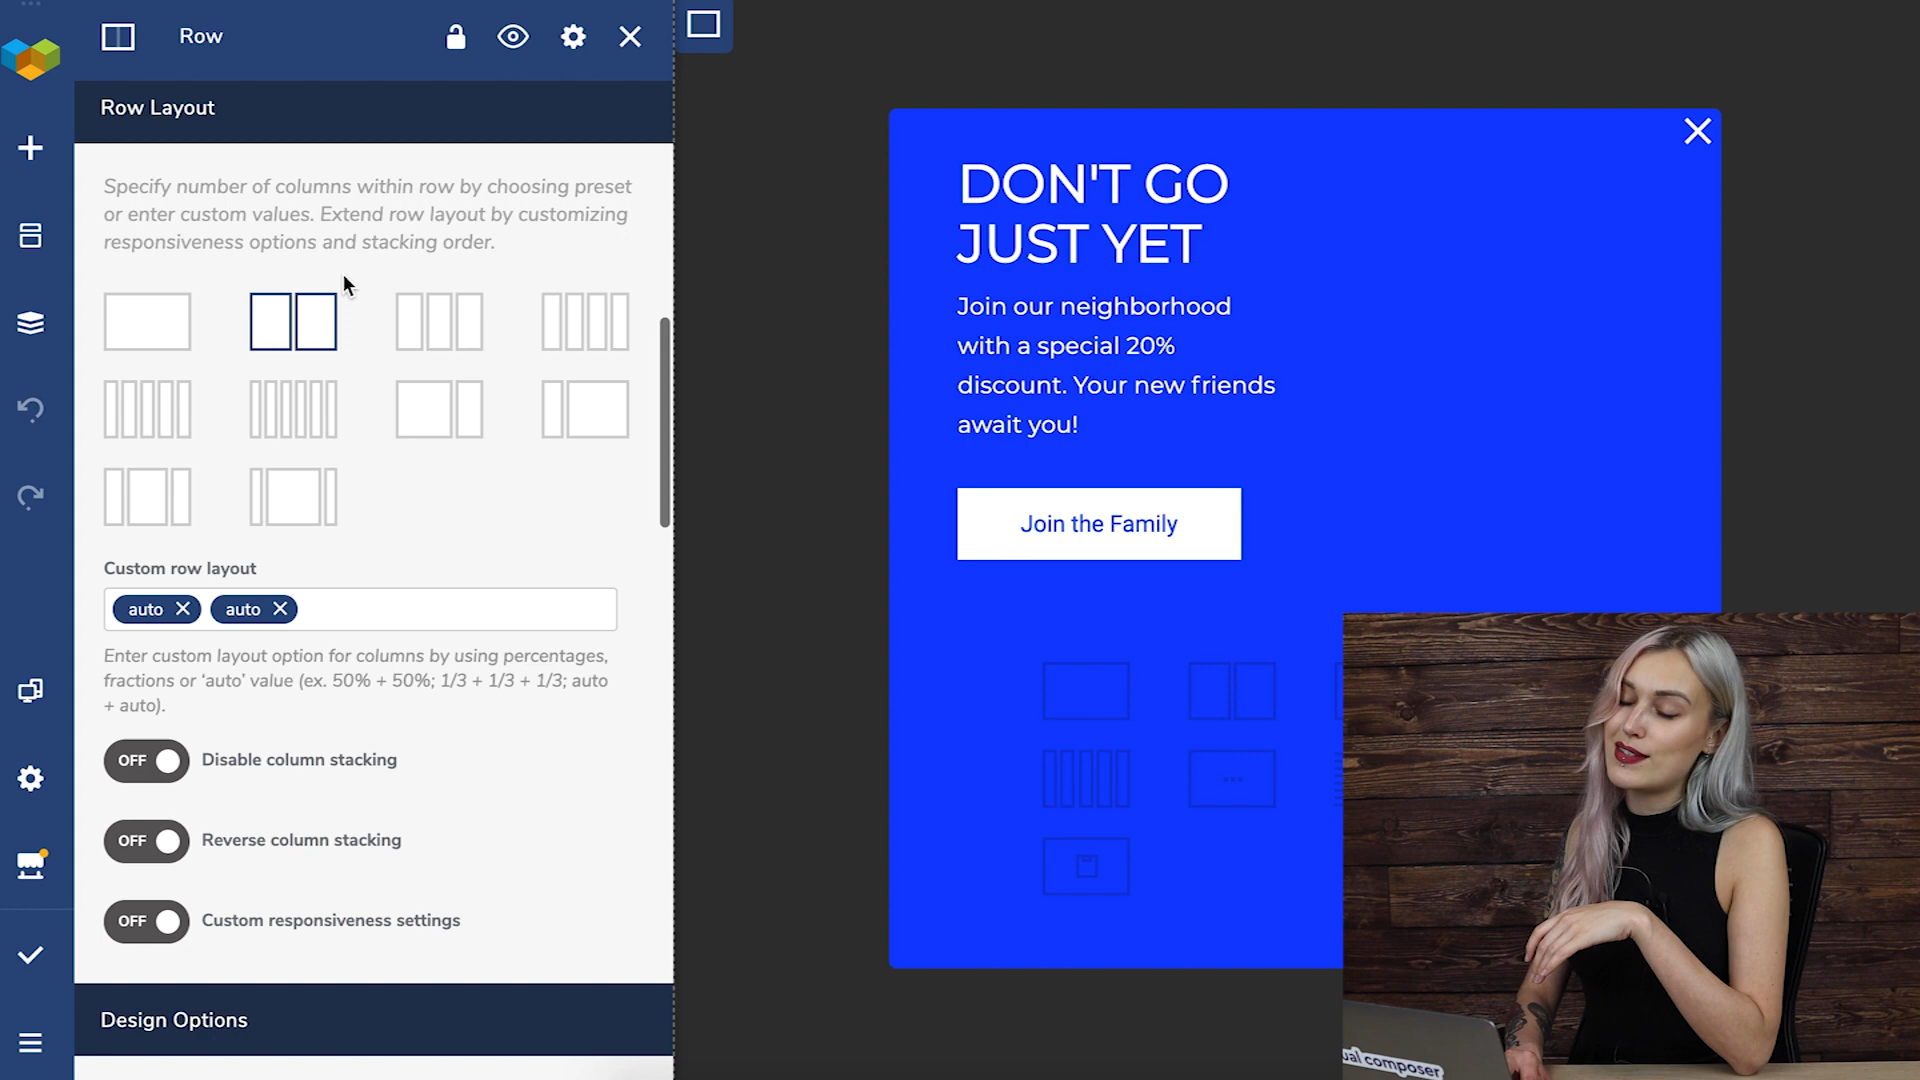 Row
Row Layout
Specify number of columns within row by choosing preset
or enter custom values. Extend row layout by customizing
responsiveness options and stacking order.
Custom row layout
auto
auto
Enter custom layout option for columns by using percentages,
fractions or ‘auto’ value (ex. 50% + 50%; 1/3 + 1/3 + 1/3; auto
+ auto).
OFF
Disable column stacking
OFF
Reverse column stacking
OFF
Custom responsiveness settings
Design Options
DON'T GO
JUST YET
Join our neighborhood
with a special 20%
discount. Your new friends
await you!
Join the Family
ual composer